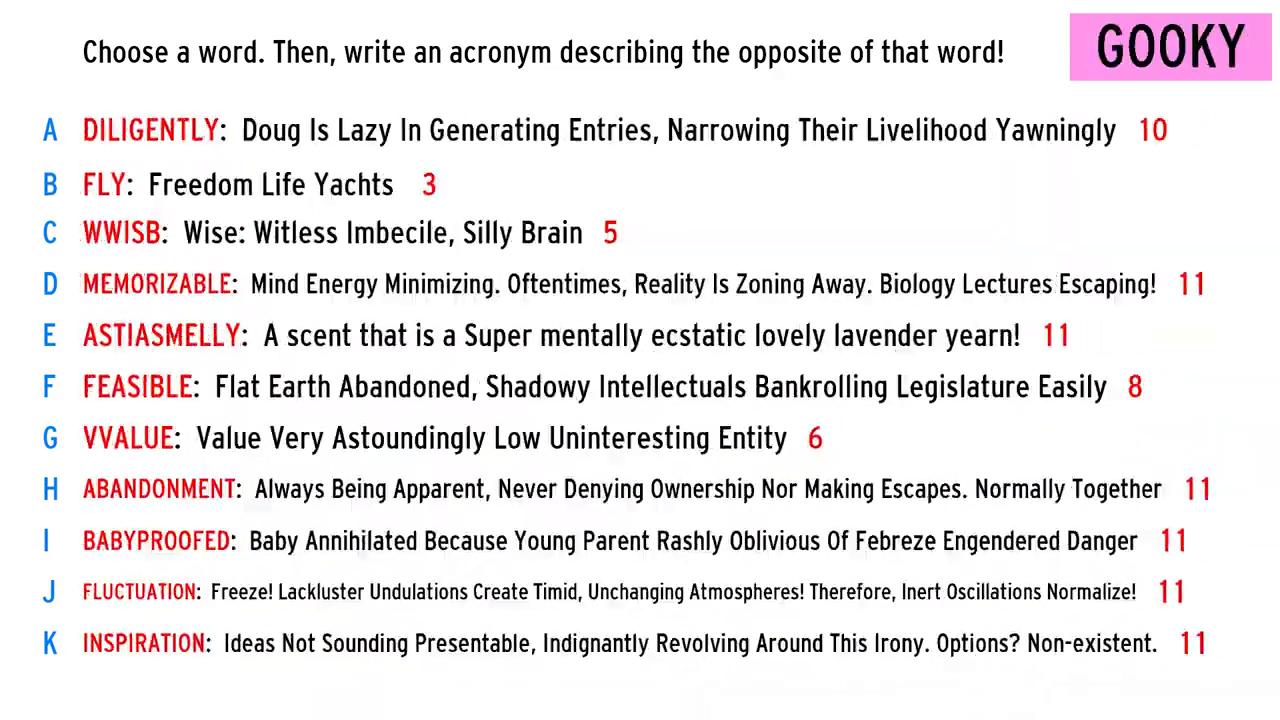 Choose a word. Then, write an acronym describing the opposite of that word!
GOOKY
A DILIGENTLY: Doug Is Lazy In Generating Entries, Narrowing Their Livelihood Yawningly 10
B FLY: Freedom Life Yachts 3
C WWISB: Wise: Witless Imbecile, Silly Brain 5
D MEMORIZABLE: Mind Energy Minimizing. Oftentimes, Reality Is Zoning Away. Biology Lectures Escaping! 11
E ASTIASMELLY: A scent that is a Super mentally ecstatic lovely lavender yearn! 11
F FEASIBLE: Flat Earth Abandoned, Shadowy Intellectuals Bankrolling Legislature Easily 8
G VVALUE: Value Very Astoundingly Low Uninteresting Entity 6
H ABANDONMENT: Always Being Apparent, Never Denying Ownership Nor Making Escapes. Normally Together 11
I BABYPROOFED: Baby Annihilated Because Young Parent Rashly Oblivious Of Febreze Engendered Danger 11
J FLUCTUATION: Freeze! Lackluster Undulations Create Timid, Unchanging Atmospheres! Therefore, Inert Oscillations Normalize! 11
K INSPIRATION: Ideas Not Sounding Presentable, Indignantly Revolving Around This Irony. Options? Non-existent. 11